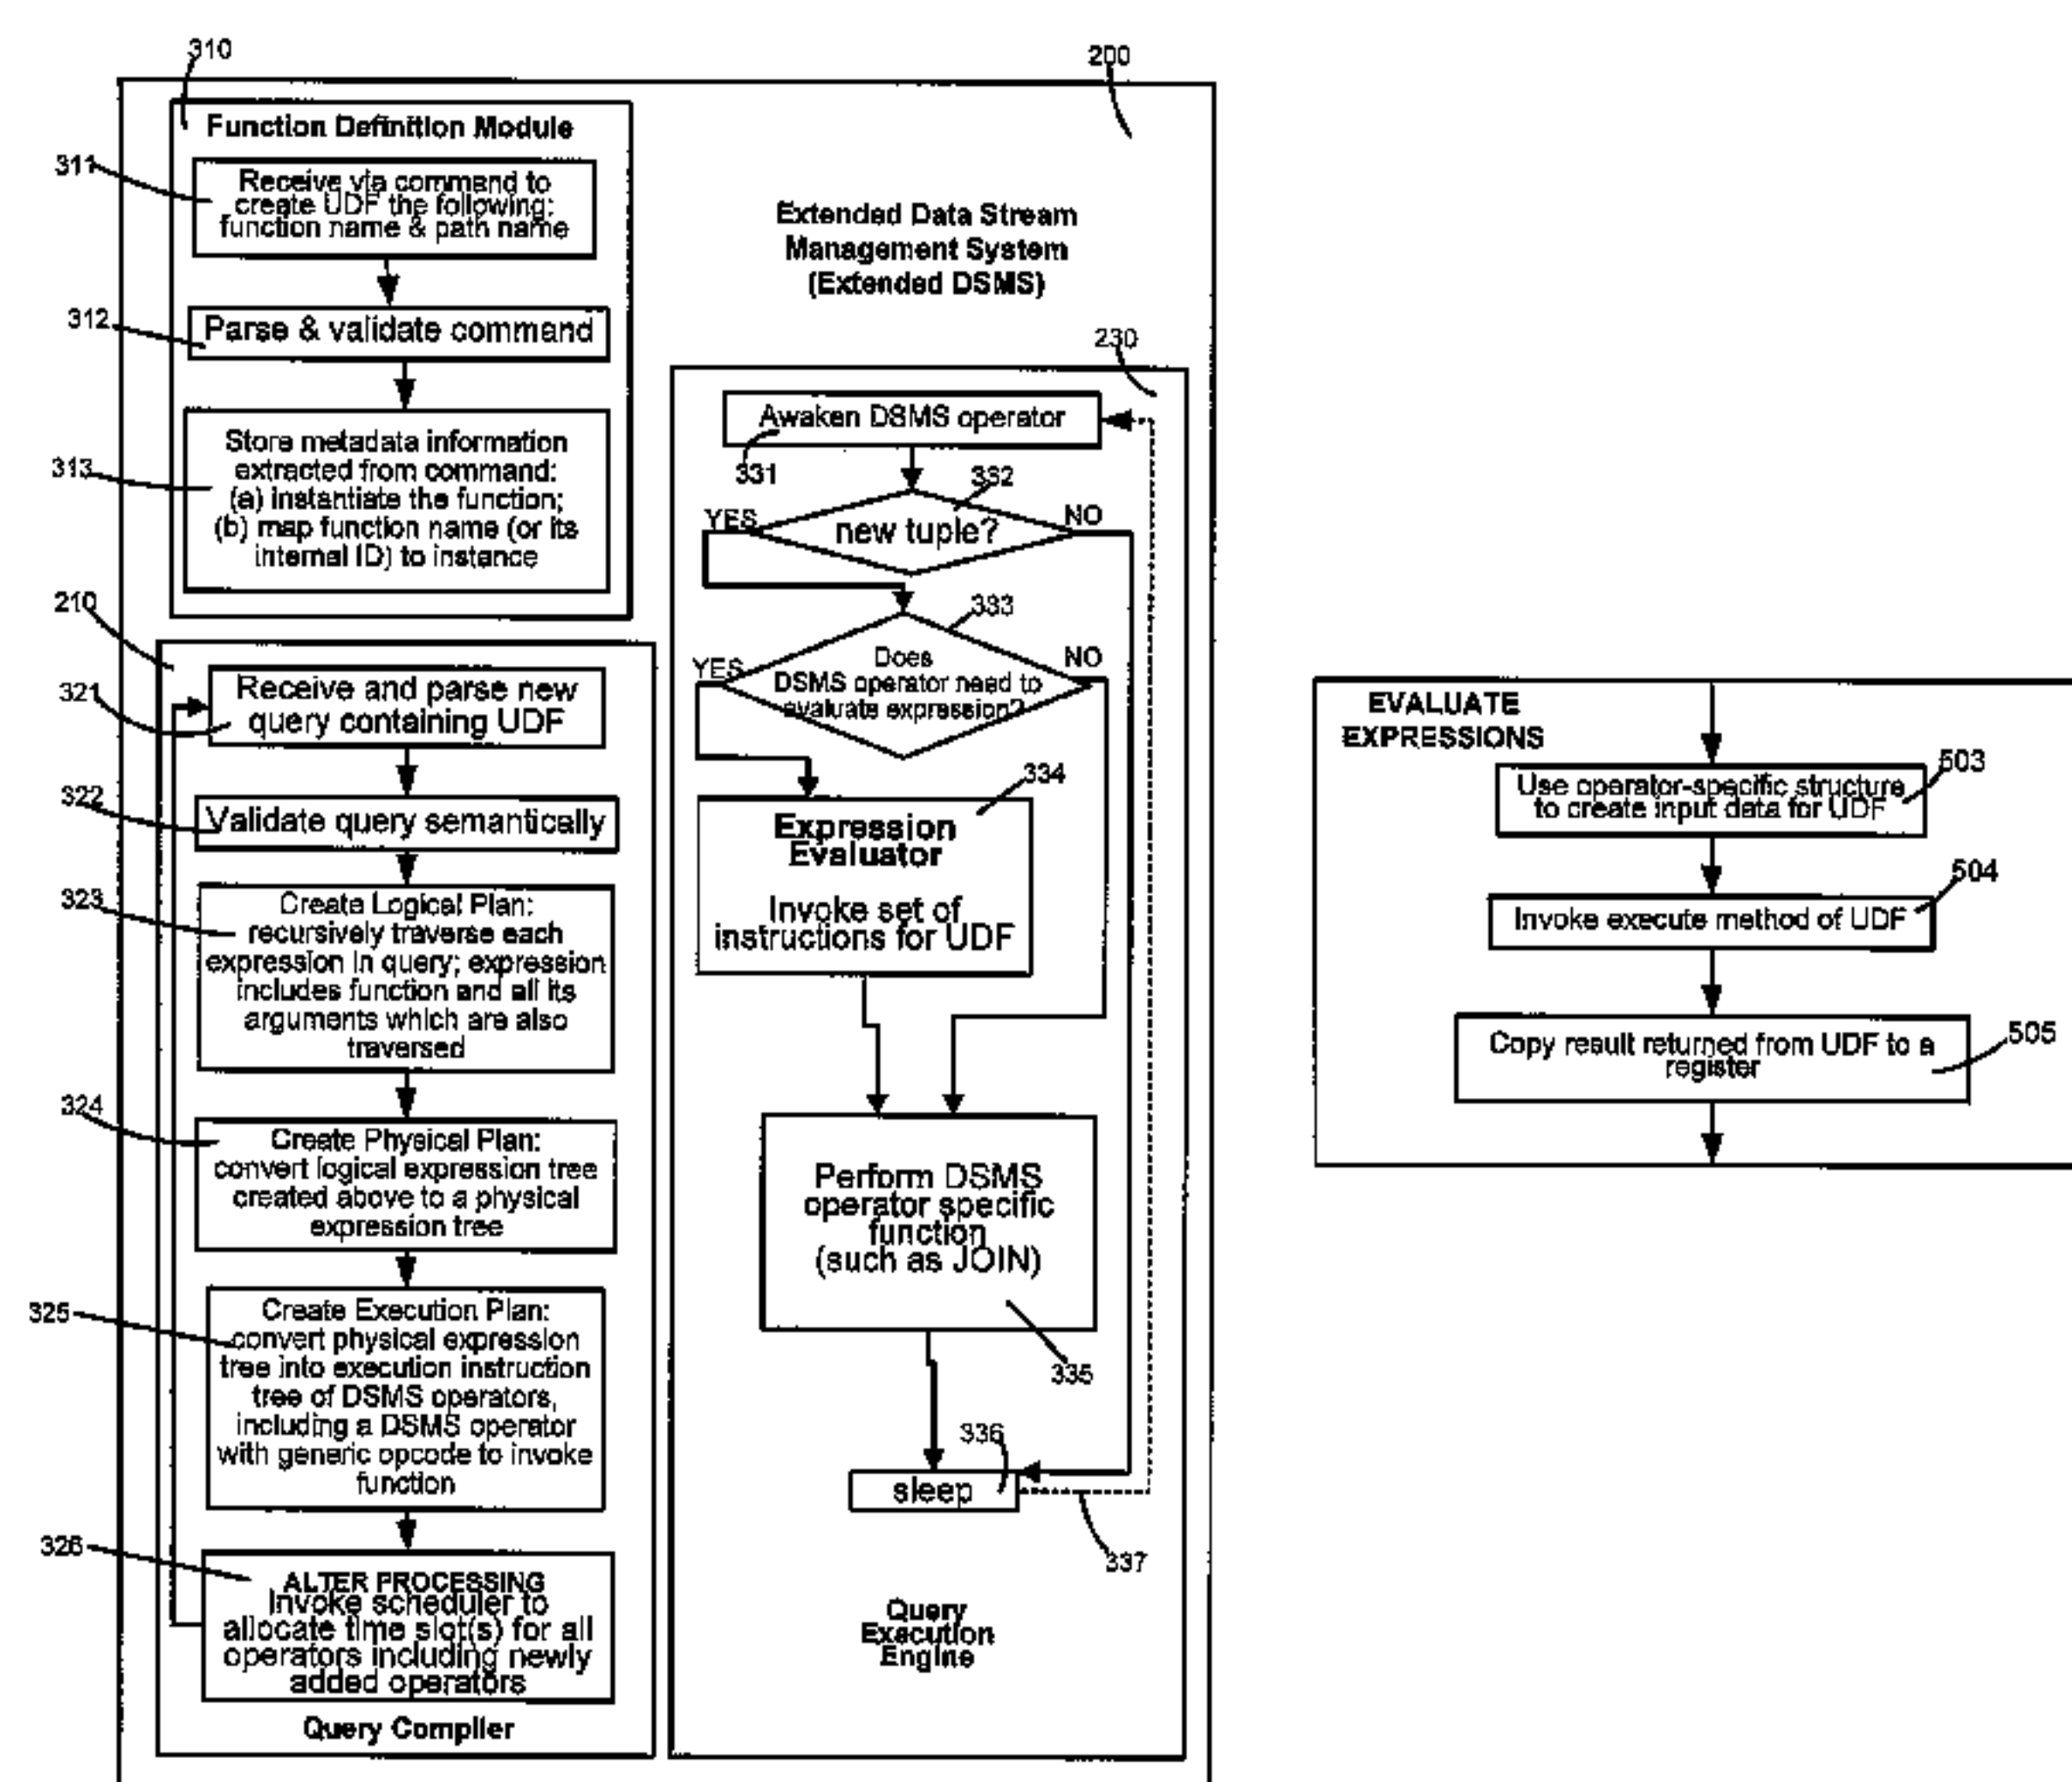 310
200
Function Definition Module
311
Receive via command to
create UDF the following:
function name & path name
Extended Data Stream
Management System
(Extended DSMS)
312
Parse & validate command
230
313
Store metadata information
extracted from command:
(a) instantiate the function;
(b) map function name (or its
internal ID) to instance
Awaken DSMS operator
331
332
YES
new tuple?
NO
210
333
321
Receive and parse new
query containing UDF
YES
Does
DSMS operator need to
evaluate expression?
NO
322
Validate query semantically
334
Expression
Evaluator
Invoke set of
instructions for UDF
323
Create Logical Plan:
recursively traverse each
expression in query; expression
includes function and all its
arguments which are also
traversed
324
Create Physical Plan:
convert logical expression tree
created above to a physical
expression tree
Perform DSMS
operator specific
function
(such as JOIN)
335
325
Create Execution Plan:
convert physical expression
tree into execution instruction
tree of DSMS operators,
including a DSMS operator
with generic opcode to invoke
function
336
sleep
337
326
ALTER PROCESSING
Invoke scheduler to
allocate time slot(s) for all
operators including newly
added operators
Query Compiler
Query
Execution
Engine
EVALUATE
EXPRESSIONS
503
Use operator-specific structure
to create input data for UDF
504
Invoke execute method of UDF
505
Copy result returned from UDF to a
register